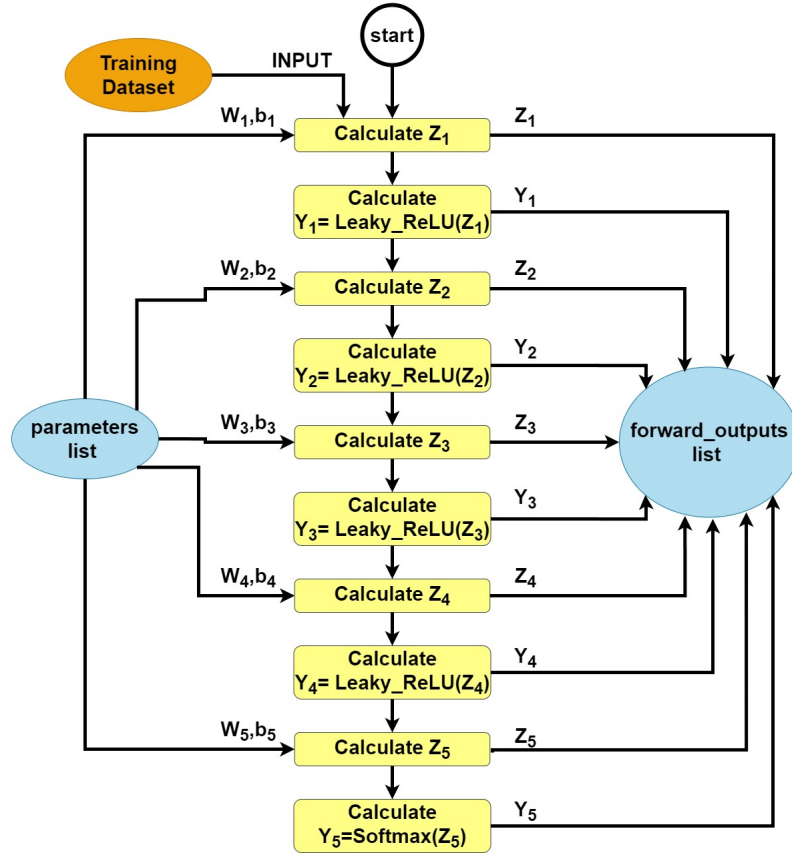 start
Training
Dataset
INPUT
W₁,b₁
Calculate Z₁
Z₁
Calculate
Y₁= Leaky_ReLU(Z₁)
Y₁
W₂,b₂
Calculate Z₂
Z₂
Calculate
Y₂= Leaky_ReLU(Z₂)
Y₂
parameters
list
W₃,b₃
Calculate Z₃
Z₃
forward_outputs
list
Calculate
Y₃= Leaky_ReLU(Z₃)
Y₃
W₄,b₄
Calculate Z₄
Z₄
Calculate
Y₄= Leaky_ReLU(Z₄)
Y₄
W₅,b₅
Calculate Z₅
Z₅
Calculate
Y₅=Softmax(Z₅)
Y₅